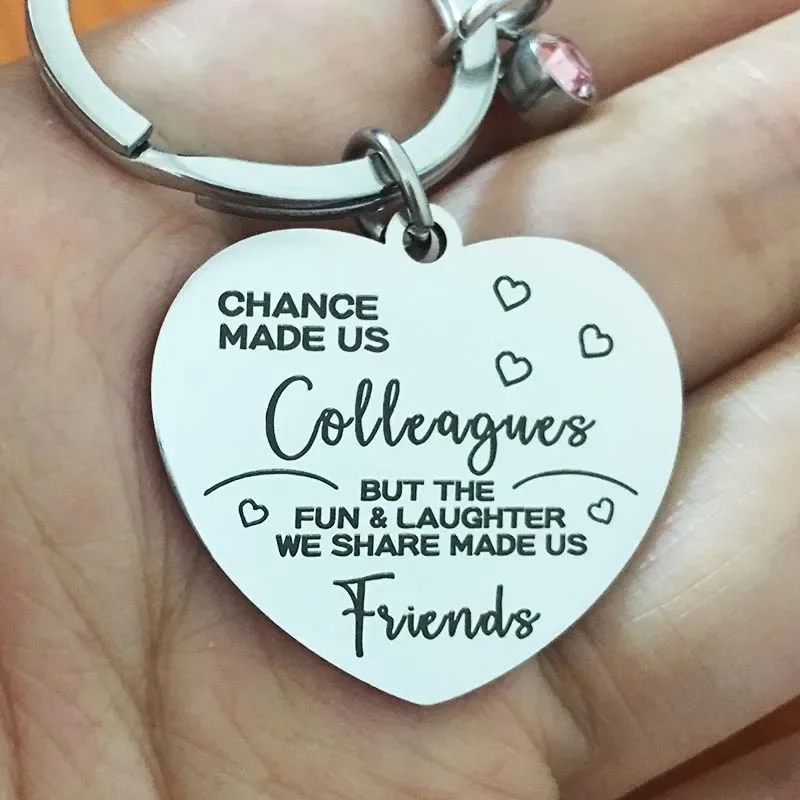 CHANCE
MADE US
Colleagues
BUT THE
FUN & LAUGHTER
WE SHARE MADE US
Friends